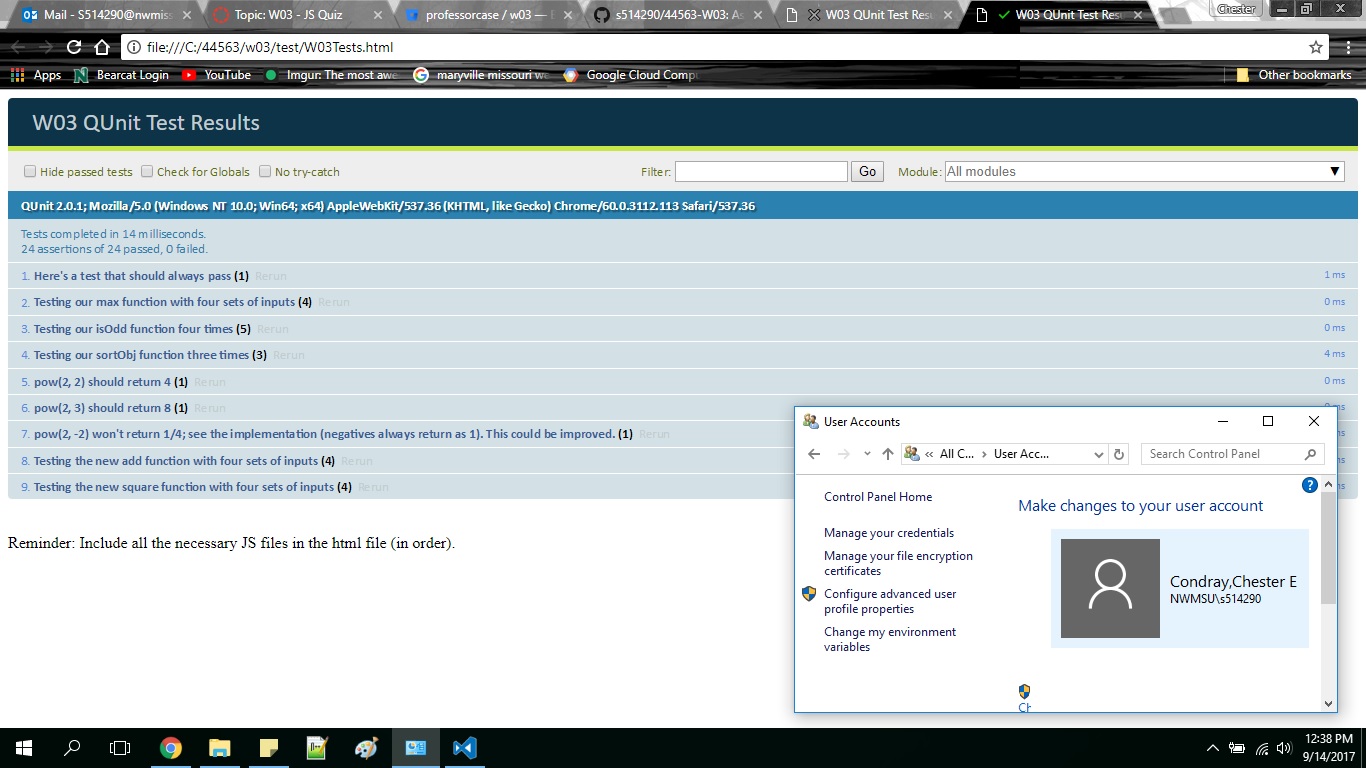 Mail - S514290@nwmiss
Topic: W03 - JS Quiz
professorcase / w03 —
s514290/44563-W03: As
W03 QUnit Test Resu
W03 QUnit Test Resu
Chester
file:///C:/44563/w03/test/W03Tests.html
Apps
Bearcat Login
YouTube
Imgur: The most awe
maryville missouri we
Google Cloud Compu
Other bookmarks
W03 QUnit Test Results
Hide passed tests
Check for Globals
No try-catch
Filter:
Go
Module:
All modules
QUnit 2.0.1; Mozilla/5.0 (Windows NT 10.0; Win64; x64) AppleWebKit/537.36 (KHTML, like Gecko) Chrome/60.0.3112.113 Safari/537.36
Tests completed in 14 milliseconds.
24 assertions of 24 passed, 0 failed.
1. Here's a test that should always pass (1) Rerun 1 ms
2. Testing our max function with four sets of inputs (4) Rerun 0 ms
3. Testing our isOdd function four times (5) Rerun 0 ms
4. Testing our sortObj function three times (3) Rerun 4 ms
5. pow(2, 2) should return 4 (1) Rerun 0 ms
6. pow(2, 3) should return 8 (1) Rerun
7. pow(2, -2) won't return 1/4; see the implementation (negatives always return as 1). This could be improved. (1) Rerun
8. Testing the new add function with four sets of inputs (4) Rerun
9. Testing the new square function with four sets of inputs (4) Rerun
Reminder: Include all the necessary JS files in the html file (in order).
User Accounts
« All C... › User Acc...
Search Control Panel
Control Panel Home
Manage your credentials
Manage your file encryption
certificates
Configure advanced user
profile properties
Change my environment
variables
Make changes to your user account
Condray,Chester E
NWMSU\s514290
12:38 PM
9/14/2017